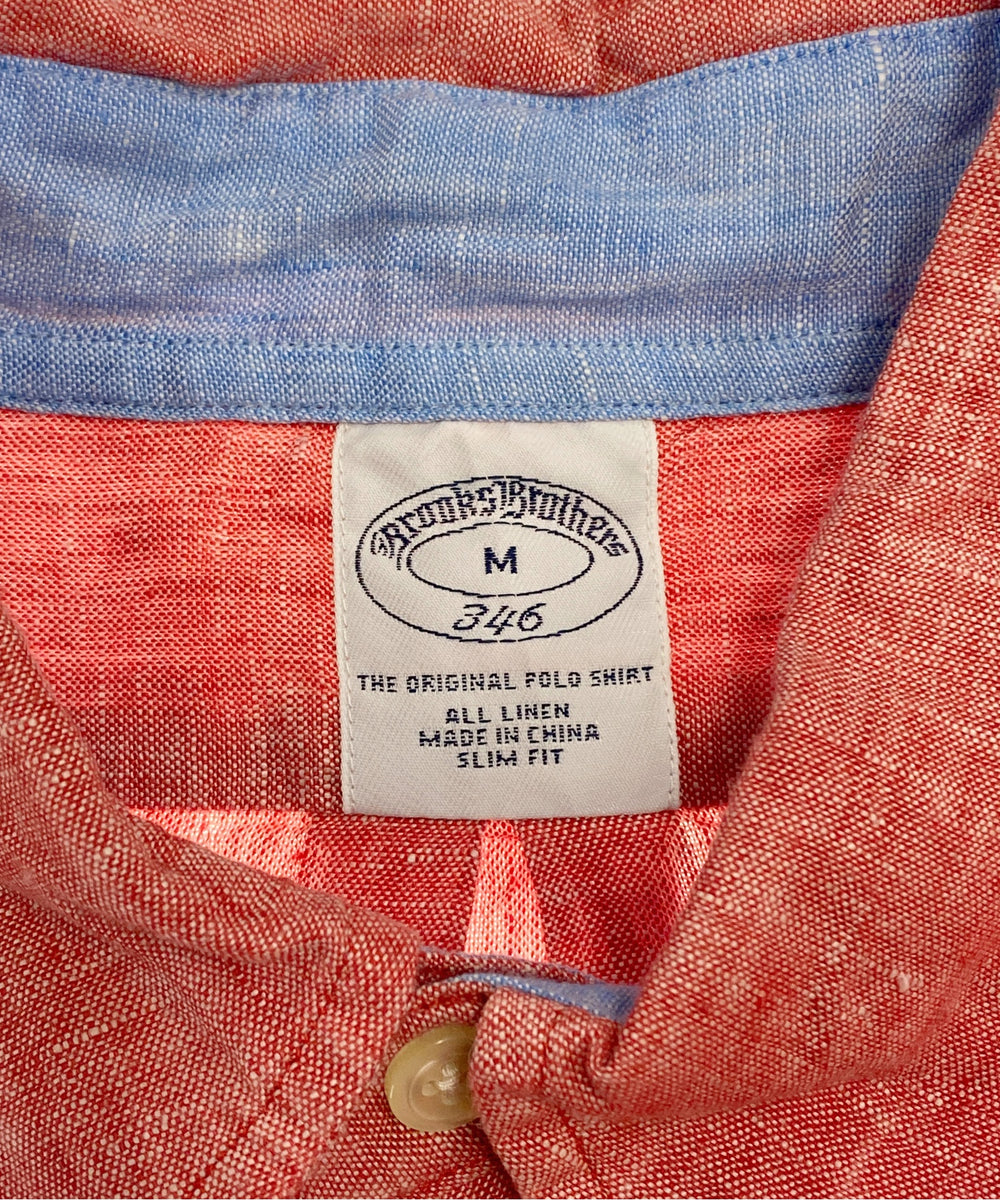 Brooks Brothers
M
346
THE ORIGINAL POLO SHIRT
ALL LINEN
MADE IN CHINA
SLIM FIT